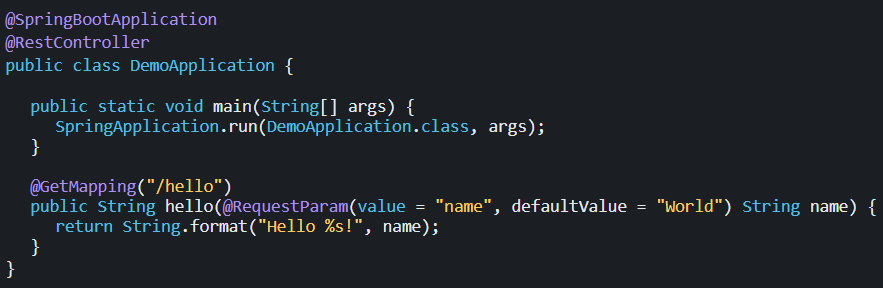 @SpringBootApplication
@RestController
public class DemoApplication {
public static void main(String[] args) {
SpringApplication.run(DemoApplication.class, args);
}
@GetMapping("/hello")
public String hello(@RequestParam(value = "name", defaultValue = "World") String name) {
return String.format("Hello %s!", name);
}
}